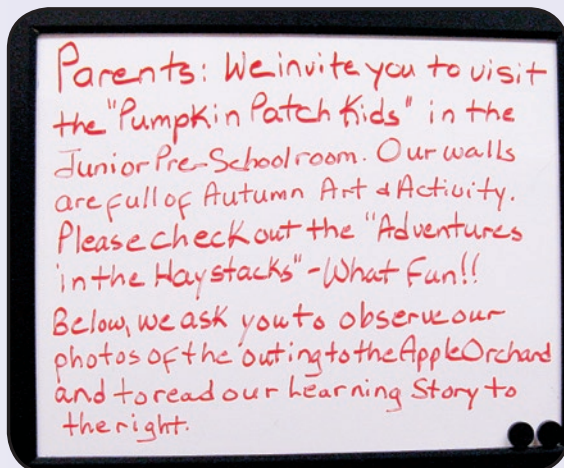 Parents: We invite you to visit
the "Pumpkin Patch Kids" in the
Junior Pre-School room. Our walls
are full of Autumn Art & Activity.
Please check out the "Adventures
in the Haystacks" - What Fun!!
Below, we ask you to observe our
photos of the outing to the Apple Orchard
and to read our Learning Story to
the right.